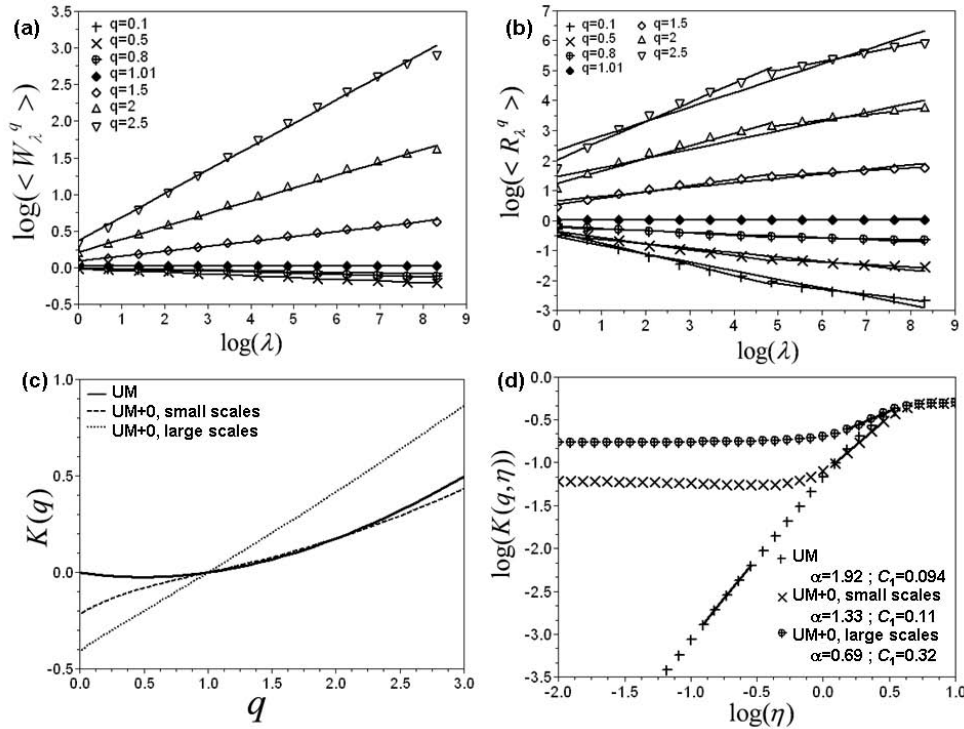 (a)
+ q=0.1
× q=0.5
⊕ q=0.8
◆ q=1.01
◇ q=1.5
△ q=2
▽ q=2.5
log(< W_λ^q >)
3.5
3.0
2.5
2.0
1.5
1.0
0.5
0.0
-0.5
0 1 2 3 4 5 6 7 8 9
log(λ)
(b)
+ q=0.1 ◇ q=1.5
× q=0.5 △ q=2
⊕ q=0.8 ▽ q=2.5
◆ q=1.01
log(< R_λ^q >)
7
6
5
4
3
2
1
0
-1
-2
-3
0 1 2 3 4 5 6 7 8 9
log(λ)
(c)
UM
UM+0, small scales
UM+0, large scales
K(q)
1.0
0.5
0.0
-0.5
0.0 0.5 1.0 1.5 2.0 2.5 3.0
q
(d)
log(K(q,η))
0.0
-0.5
-1.0
-1.5
-2.0
-2.5
-3.0
-3.5
UM +
α=1.92 ; C₁=0.094
UM+0, small scales ×
α=1.33 ; C₁=0.11
UM+0, large scales ⊕
α=0.69 ; C₁=0.32
-2.0 -1.5 -1.0 -0.5 0.0 0.5 1.0
log(η)